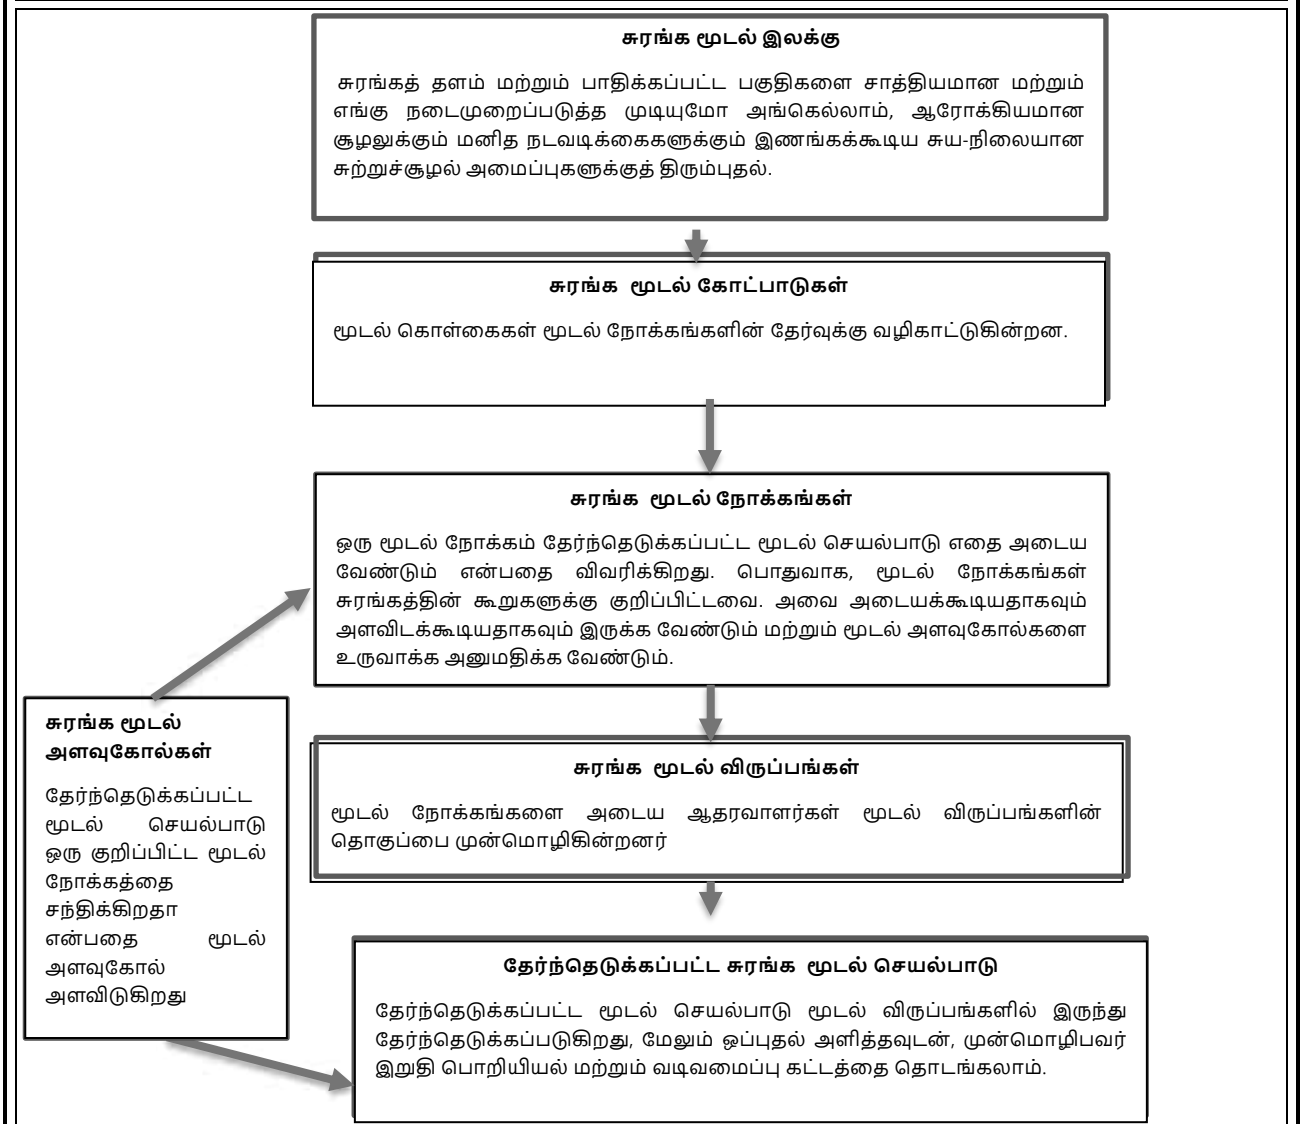 சுரங்க மூடல் இலக்கு
சுரங்கத் தளம் மற்றும் பாதிக்கப்பட்ட பகுதிகளை சாத்தியமான மற்றும்
எங்கு நடைமுறைப்படுத்த முடியுமோ அங்கெல்லாம், ஆரோக்கியமான
சூழலுக்கும் மனித நடவடிக்கைகளுக்கும் இணங்கக்கூடிய சுய-நிலையான
சுற்றுச்சூழல் அமைப்புகளுக்குத் திரும்புதல்.
சுரங்க மூடல் கோட்பாடுகள்
மூடல் கொள்கைகள் மூடல் நோக்கங்களின் தேர்வுக்கு வழிகாட்டுகின்றன.
சுரங்க மூடல் நோக்கங்கள்
ஒரு மூடல் நோக்கம் தேர்ந்தெடுக்கப்பட்ட மூடல் செயல்பாடு எதை அடைய
வேண்டும் என்பதை விவரிக்கிறது. பொதுவாக, மூடல் நோக்கங்கள்
சுரங்கத்தின் கூறுகளுக்கு குறிப்பிட்டவை. அவை அடையக்கூடியதாகவும்
அளவிடக்கூடியதாகவும் இருக்க வேண்டும் மற்றும் மூடல் அளவுகோல்களை
உருவாக்க அனுமதிக்க வேண்டும்.
சுரங்க மூடல்
அளவுகோல்கள்
தேர்ந்தெடுக்கப்பட்ட
மூடல் செயல்பாடு
ஒரு குறிப்பிட்ட மூடல்
நோக்கத்தை
சந்திக்கிறதா
என்பதை மூடல்
அளவுகோல்
அளவிடுகிறது
சுரங்க மூடல் விருப்பங்கள்
மூடல் நோக்கங்களை அடைய ஆதரவாளர்கள் மூடல் விருப்பங்களின்
தொகுப்பை முன்மொழிகின்றனர்
தேர்ந்தெடுக்கப்பட்ட சுரங்க மூடல் செயல்பாடு
தேர்ந்தெடுக்கப்பட்ட மூடல் செயல்பாடு மூடல் விருப்பங்களில் இருந்து
தேர்ந்தெடுக்கப்படுகிறது, மேலும் ஒப்புதல் அளித்தவுடன், முன்மொழிபவர்
இறுதி பொறியியல் மற்றும் வடிவமைப்பு கட்டத்தை தொடங்கலாம்.